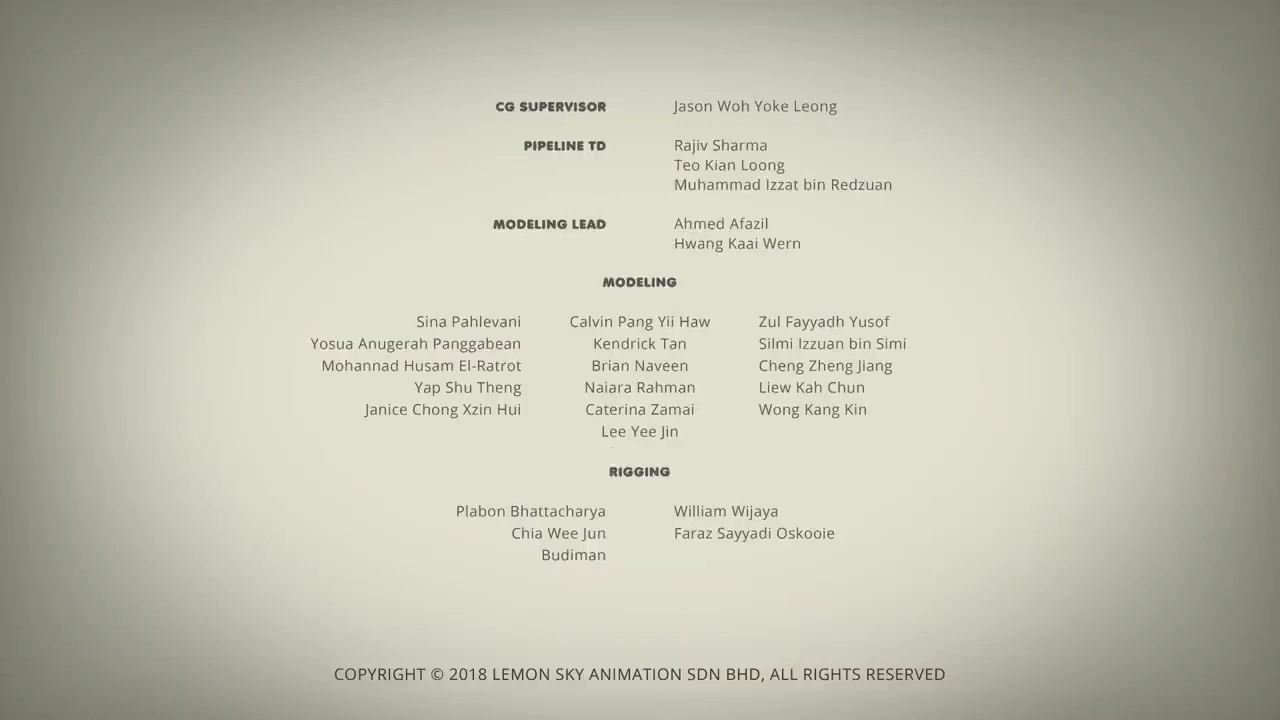 CG SUPERVISOR Jason Woh Yoke Leong
PIPELINE TD Rajiv Sharma
Teo Kian Loong
Muhammad Izzat bin Redzuan
MODELING LEAD Ahmed Afazil
Hwang Kaai Wern
MODELING
Sina Pahlevani Calvin Pang Yii Haw Zul Fayyadh Yusof
Yosua Anugerah Panggabean Kendrick Tan Silmi Izzuan bin Simi
Mohannad Husam El-Ratrot Brian Naveen Cheng Zheng Jiang
Yap Shu Theng Naiara Rahman Liew Kah Chun
Janice Chong Xzin Hui Caterina Zamai Wong Kang Kin
Lee Yee Jin
RIGGING
Plabon Bhattacharya William Wijaya
Chia Wee Jun Faraz Sayyadi Oskooie
Budiman
COPYRIGHT © 2018 LEMON SKY ANIMATION SDN BHD, ALL RIGHTS RESERVED